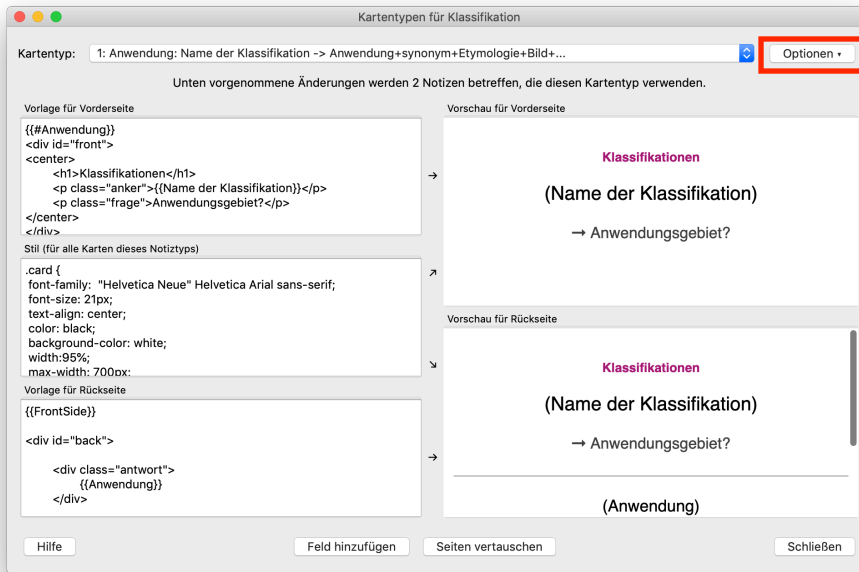 Kartentypen für Klassifikation
Kartentyp: 1: Anwendung: Name der Klassifikation -> Anwendung+synonym+Etymologie+Bild+... Optionen
Unten vorgenommene Änderungen werden 2 Notizen betreffen, die diesen Kartentyp verwenden.
Vorlage für Vorderseite
{{#Anwendung}}
<div id="front">
<center>
<h1>Klassifikationen</h1>
<p class="anker">{{Name der Klassifikation}}</p>
<p class="frage">Anwendungsgebiet?</p>
</center>
</div>
Stil (für alle Karten dieses Notiztyps)
.card {
font-family: "Helvetica Neue" Helvetica Arial sans-serif;
font-size: 21px;
text-align: center;
color: black;
background-color: white;
width:95%;
max-width: 700px;
Vorlage für Rückseite
{{FrontSide}}
<div id="back">
<div class="antwort">
{{Anwendung}}
</div>
Vorschau für Vorderseite
Klassifikationen
(Name der Klassifikation)
→ Anwendungsgebiet?
Vorschau für Rückseite
Klassifikationen
(Name der Klassifikation)
→ Anwendungsgebiet?
(Anwendung)
Hilfe Feld hinzufügen Seiten vertauschen Schließen